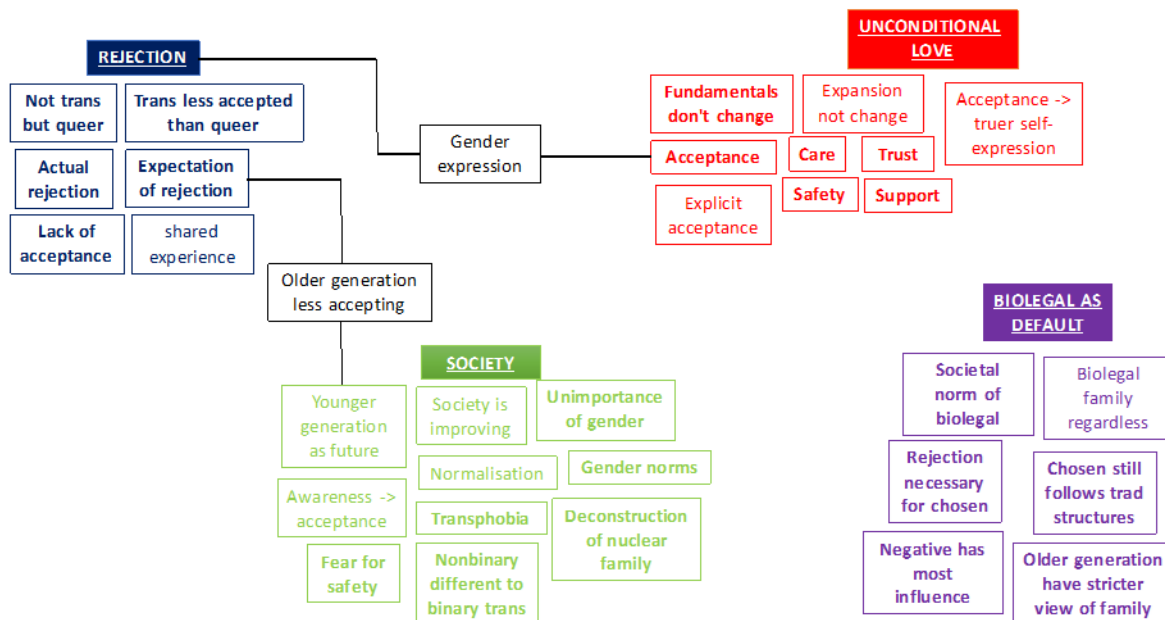 REJECTION
Not trans
but queer
Trans less accepted
than queer
Actual
rejection
Expectation
of rejection
Lack of
acceptance
shared
experience
Gender
expression
Older generation
less accepting
UNCONDITIONAL
LOVE
Fundamentals
don't change
Expansion
not change
Acceptance ->
truer self-
expression
Acceptance
Care
Trust
Explicit
acceptance
Safety
Support
SOCIETY
Younger
generation
as future
Society is
improving
Unimportance
of gender
Normalisation
Gender norms
Awareness ->
acceptance
Transphobia
Deconstruction
of nuclear
family
Fear for
safety
Nonbinary
different to
binary trans
BIOLEGAL AS
DEFAULT
Societal
norm of
biolegal
Biolegal
family
regardless
Rejection
necessary
for chosen
Chosen still
follows trad
structures
Negative has
most
influence
Older generation
have stricter
view of family